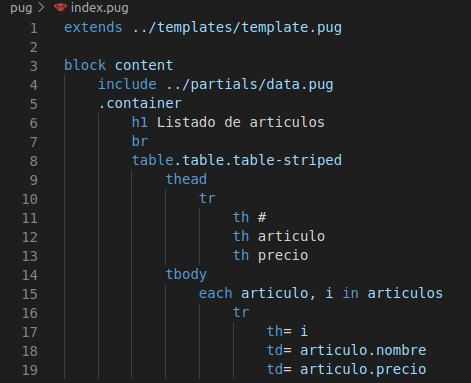 pug > index.pug
1 extends ../templates/template.pug
2
3 block content
4     include ../partials/data.pug
5     .container
6         h1 Listado de articulos
7         br
8         table.table.table-striped
9             thead
10                 tr
11                     th #
12                     th articulo
13                     th precio
14             tbody
15                 each articulo, i in articulos
16                     tr
17                         th= i
18                         td= articulo.nombre
19                         td= articulo.precio